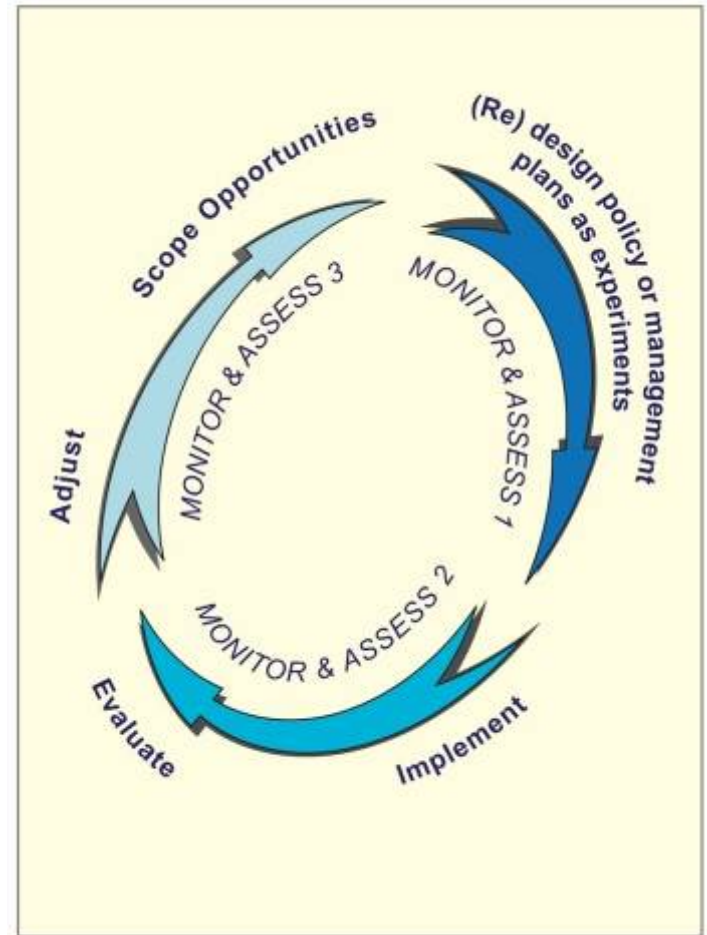 Scope Opportunities
(Re) design policy or management
plans as experiments
MONITOR & ASSESS 1
MONITOR & ASSESS 2
MONITOR & ASSESS 3
Implement
Evaluate
Adjust